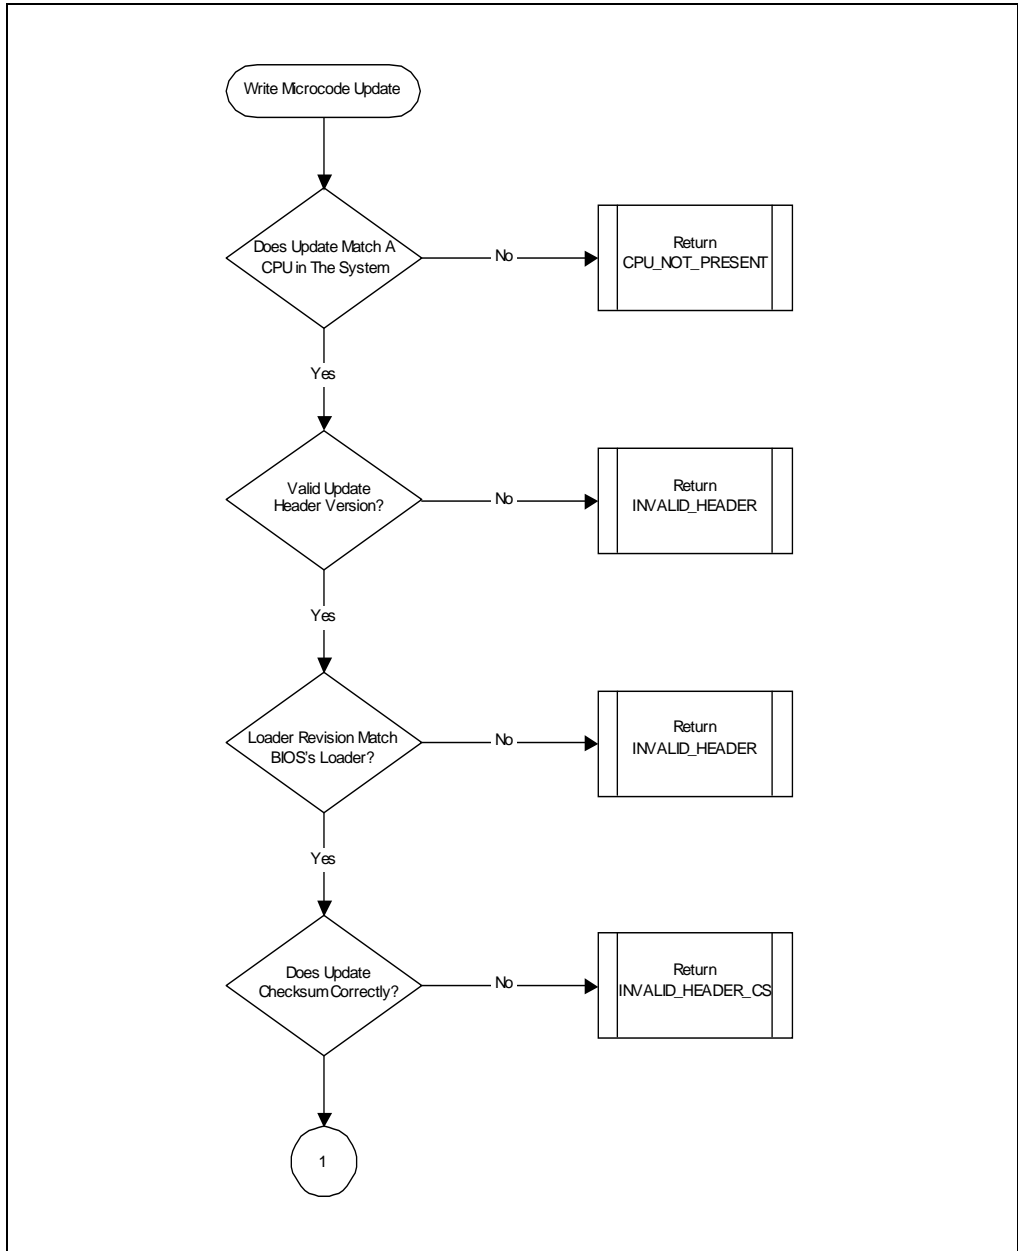 Write Microcode Update
Does Update Match A
CPU in The System
No
Return
CPU_NOT_PRESENT
Yes
Valid Update
Header Version?
No
Return
INVALID_HEADER
Yes
Loader Revision Match
BIOS's Loader?
No
Return
INVALID_HEADER
Yes
Does Update
Checksum Correctly?
No
Return
INVALID_HEADER_CS
1